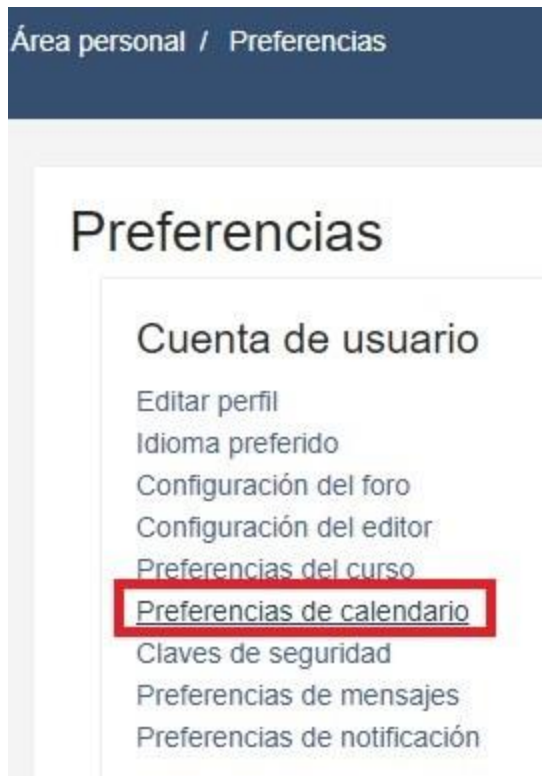 Área personal / Preferencias
Preferencias
Cuenta de usuario
Editar perfil
Idioma preferido
Configuración del foro
Configuración del editor
Preferencias del curso
Preferencias de calendario
Claves de seguridad
Preferencias de mensajes
Preferencias de notificación